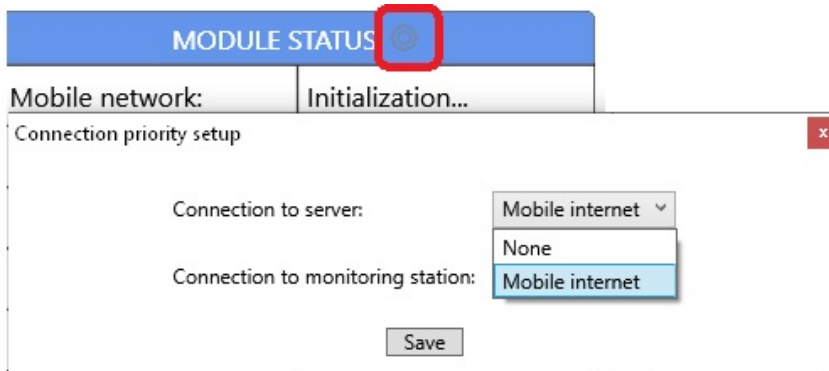 MODULE STATUS
Mobile network: Initialization...
Connection priority setup x
Connection to server: Mobile internet
None
Connection to monitoring station: Mobile internet
Save